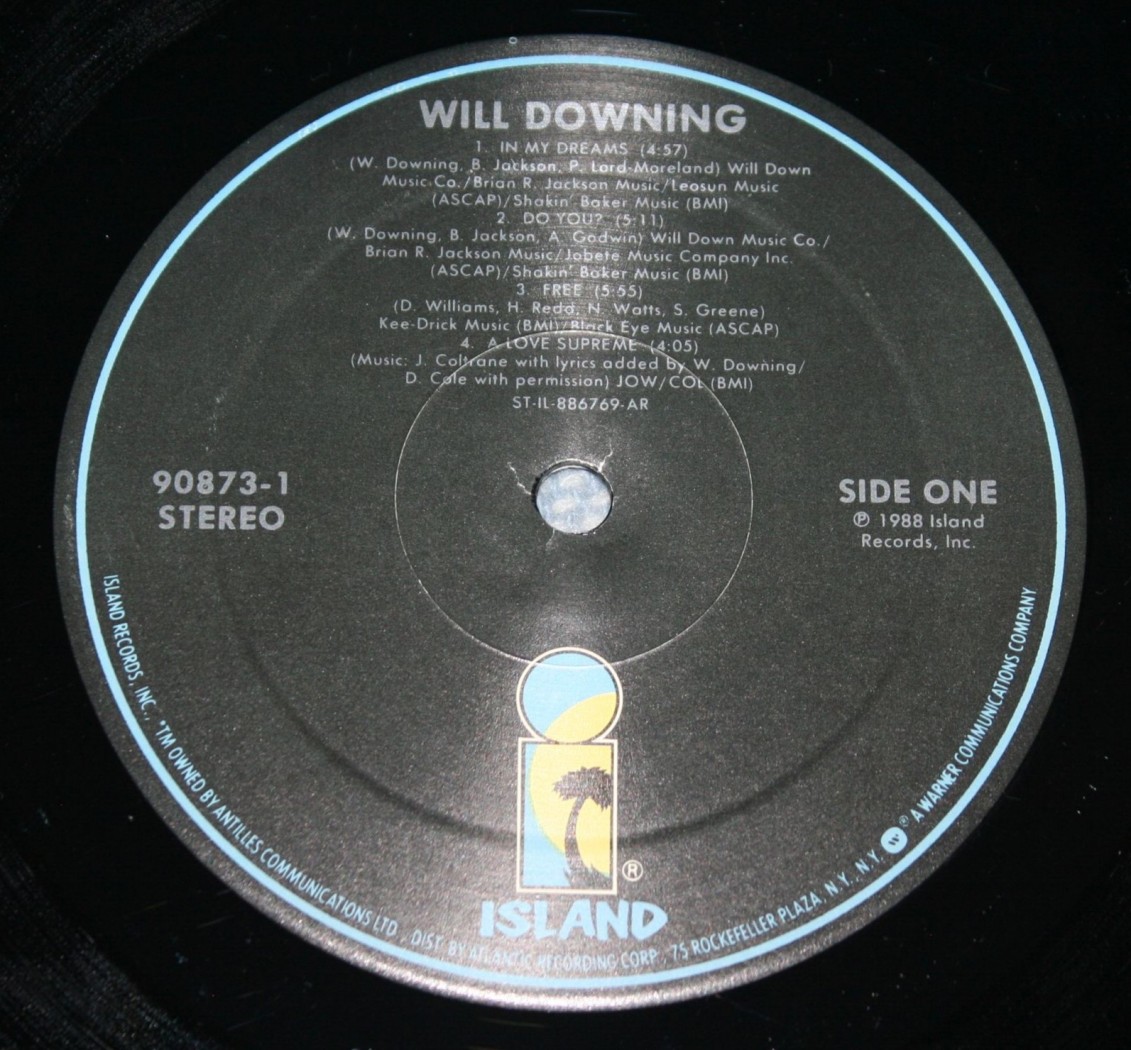 WILL DOWNING
1. IN MY DREAMS (4:57)
(W. Downing, B. Jackson, P. Lord-Moreland) Will Down
Music Co./Brian R. Jackson Music/Leosun Music
(ASCAP)/Shakin' Baker Music (BMI)
2. DO YOU? (5:11)
(W. Downing, B. Jackson, A. Godwin) Will Down Music Co./
Brian R. Jackson Music/Jobete Music Company Inc.
(ASCAP)/Shakin' Baker Music (BMI)
3. FREE (5:55)
(D. Williams, H. Redd, N. Watts, S. Greene)
Kee-Drick Music (BMI)/Black Eye Music (ASCAP)
4. A LOVE SUPREME (4:05)
(Music: J. Coltrane with lyrics added by W. Downing/
D. Cole with permission) JOW/COL (BMI)
ST-IL-886769-AR
90873-1
STEREO
SIDE ONE
℗ 1988 Island
Records, Inc.
®
ISLAND
ISLAND RECORDS, INC., *TM OWNED BY ANTILLES COMMUNICATIONS LTD. DIST. BY ATLANTIC RECORDING CORP. 75 ROCKEFELLER PLAZA, N.Y., N.Y. W ® A WARNER COMMUNICATIONS COMPANY